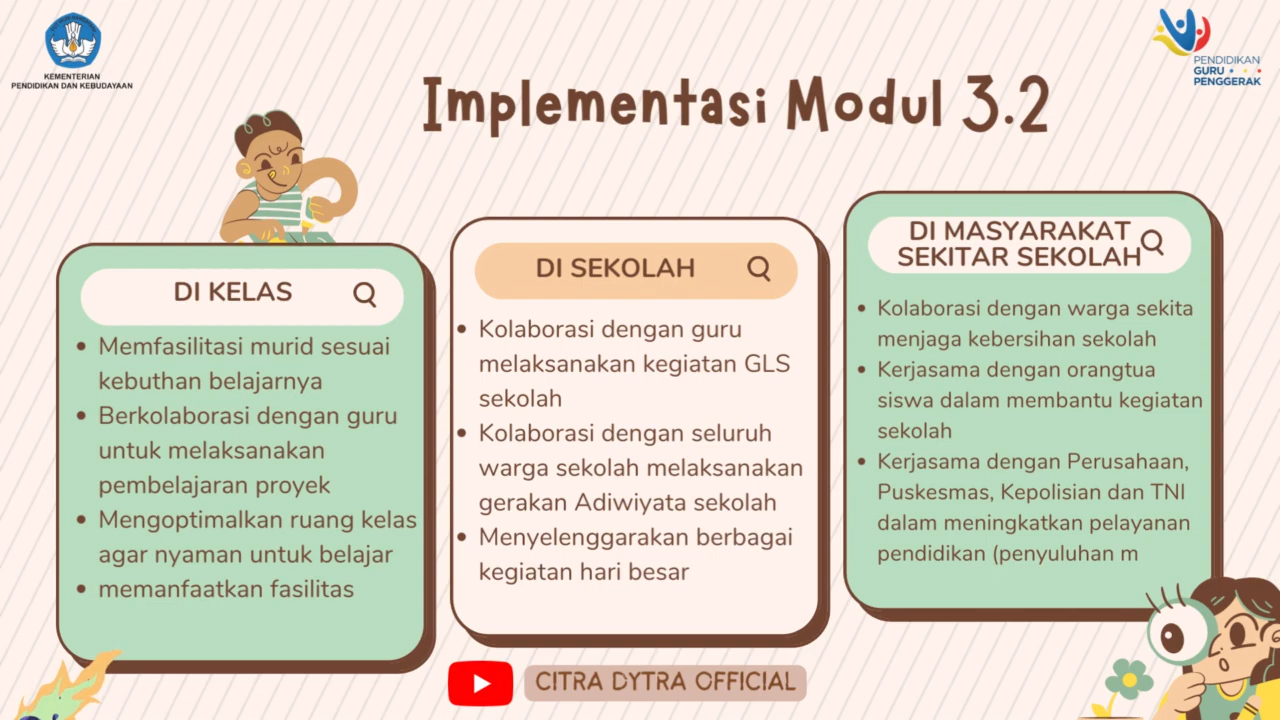 KEMENTERIAN
PENDIDIKAN DAN KEBUDAYAAN
PENDIDIKAN
GURU
PENGGERAK
Implementasi Modul 3.2
DI KELAS
Memfasilitasi murid sesuai
kebuthan belajarnya
Berkolaborasi dengan guru
untuk melaksanakan
pembelajaran proyek
Mengoptimalkan ruang kelas
agar nyaman untuk belajar
memanfaatkan fasilitas
DI SEKOLAH
Kolaborasi dengan guru
melaksanakan kegiatan GLS
sekolah
Kolaborasi dengan seluruh
warga sekolah melaksanakan
gerakan Adiwiyata sekolah
Menyelenggarakan berbagai
kegiatan hari besar
DI MASYARAKAT
SEKITAR SEKOLAH
Kolaborasi dengan warga sekita
menjaga kebersihan sekolah
Kerjasama dengan orangtua
siswa dalam membantu kegiatan
sekolah
Kerjasama dengan Perusahaan,
Puskesmas, Kepolisian dan TNI
dalam meningkatkan pelayanan
pendidikan (penyuluhan m
CITRA DYTRA OFFICIAL